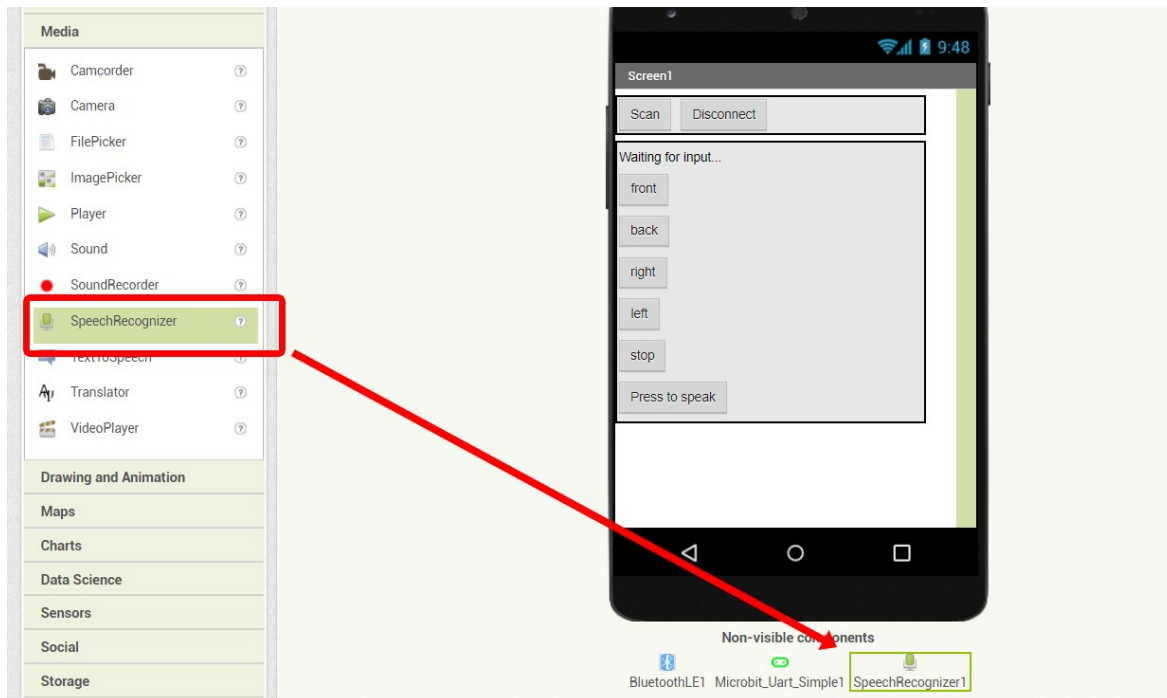 Media
Camcorder
Camera
FilePicker
ImagePicker
Player
Sound
SoundRecorder
SpeechRecognizer
TextToSpeech
Translator
VideoPlayer
Drawing and Animation
Maps
Charts
Data Science
Sensors
Social
Storage
9:48
Screen1
Scan Disconnect
Waiting for input...
front
back
right
left
stop
Press to speak
Non-visible components
BluetoothLE1 Microbit_Uart_Simple1 SpeechRecognizer1